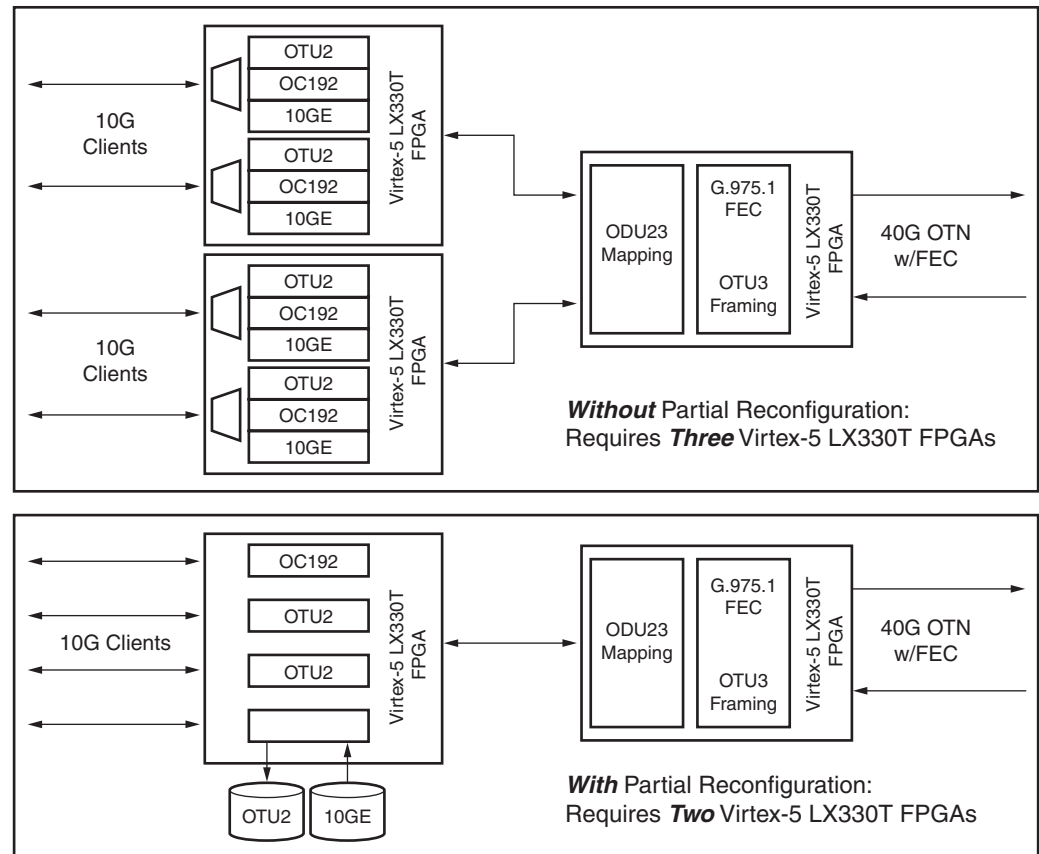 OTU2
OC192
10GE
OTU2
OC192
10GE
Virtex-5 LX330T
FPGA
10G
Clients
OTU2
OC192
10GE
OTU2
OC192
10GE
Virtex-5 LX330T
FPGA
10G
Clients
ODU23
Mapping
G.975.1
FEC
OTU3
Framing
Virtex-5 LX330T
FPGA
40G OTN
w/FEC
Without Partial Reconfiguration:
Requires Three Virtex-5 LX330T FPGAs
10G Clients
OC192
OTU2
OTU2
Virtex-5 LX330T
FPGA
OTU2
10GE
ODU23
Mapping
G.975.1
FEC
OTU3
Framing
Virtex-5 LX330T
FPGA
40G OTN
w/FEC
With Partial Reconfiguration:
Requires Two Virtex-5 LX330T FPGAs